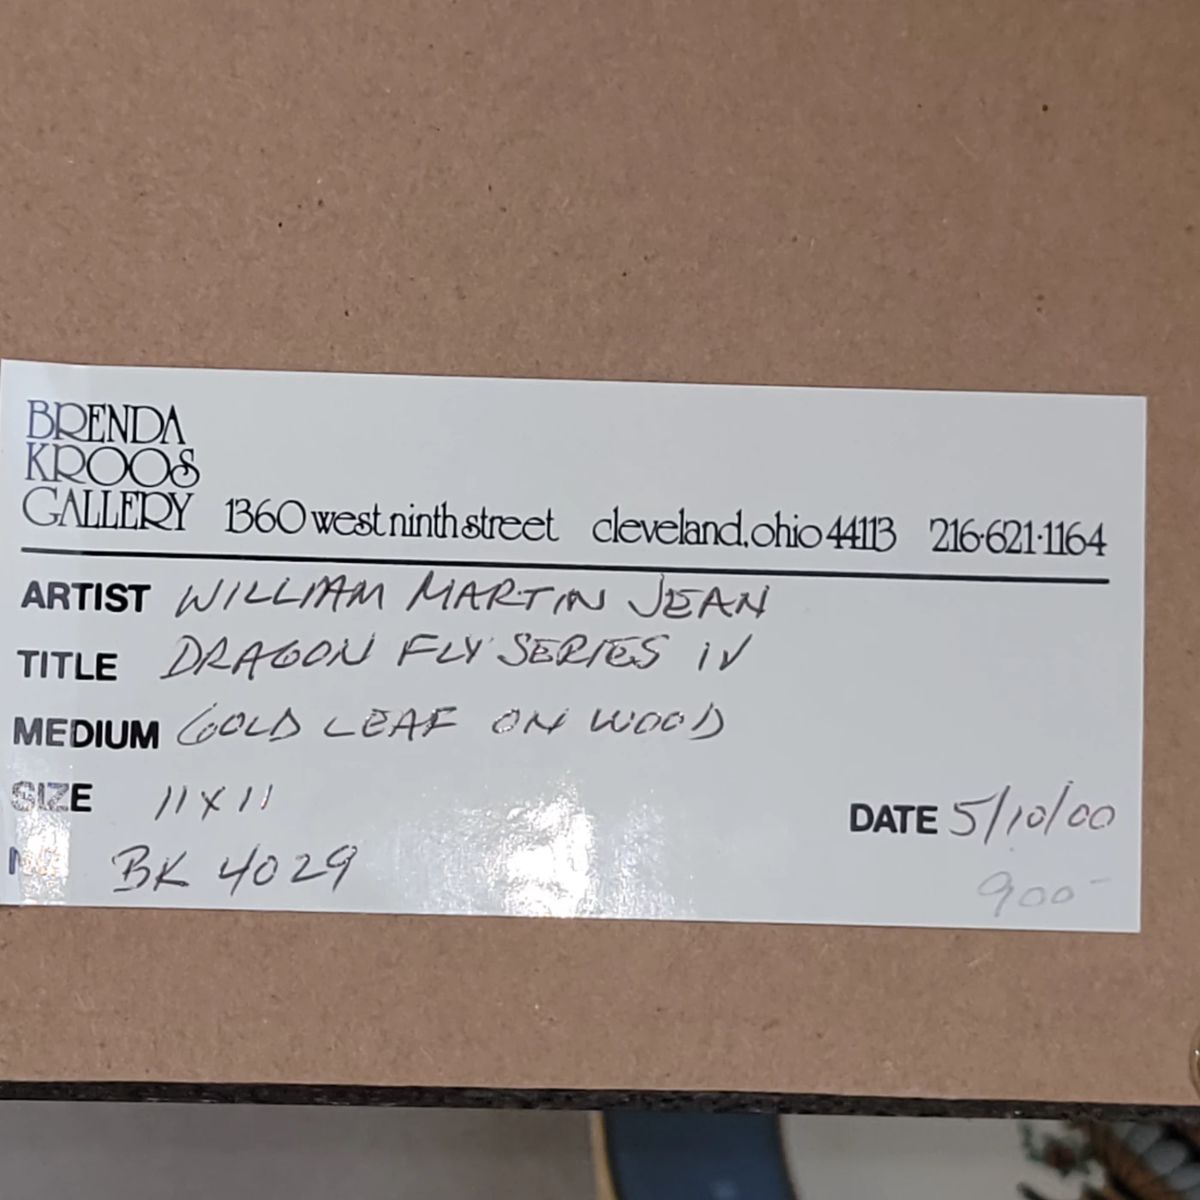 BRENDA
KROOS
GALLERY 1360 west ninth street cleveland, ohio 44113 216·621·1164
ARTIST WILLIAM MARTIN JEAN
TITLE DRAGON FLY SERIES IV
MEDIUM GOLD LEAF ON WOOD
SIZE 11 X 11
DATE 5/10/00
NO. BK 4029
900-